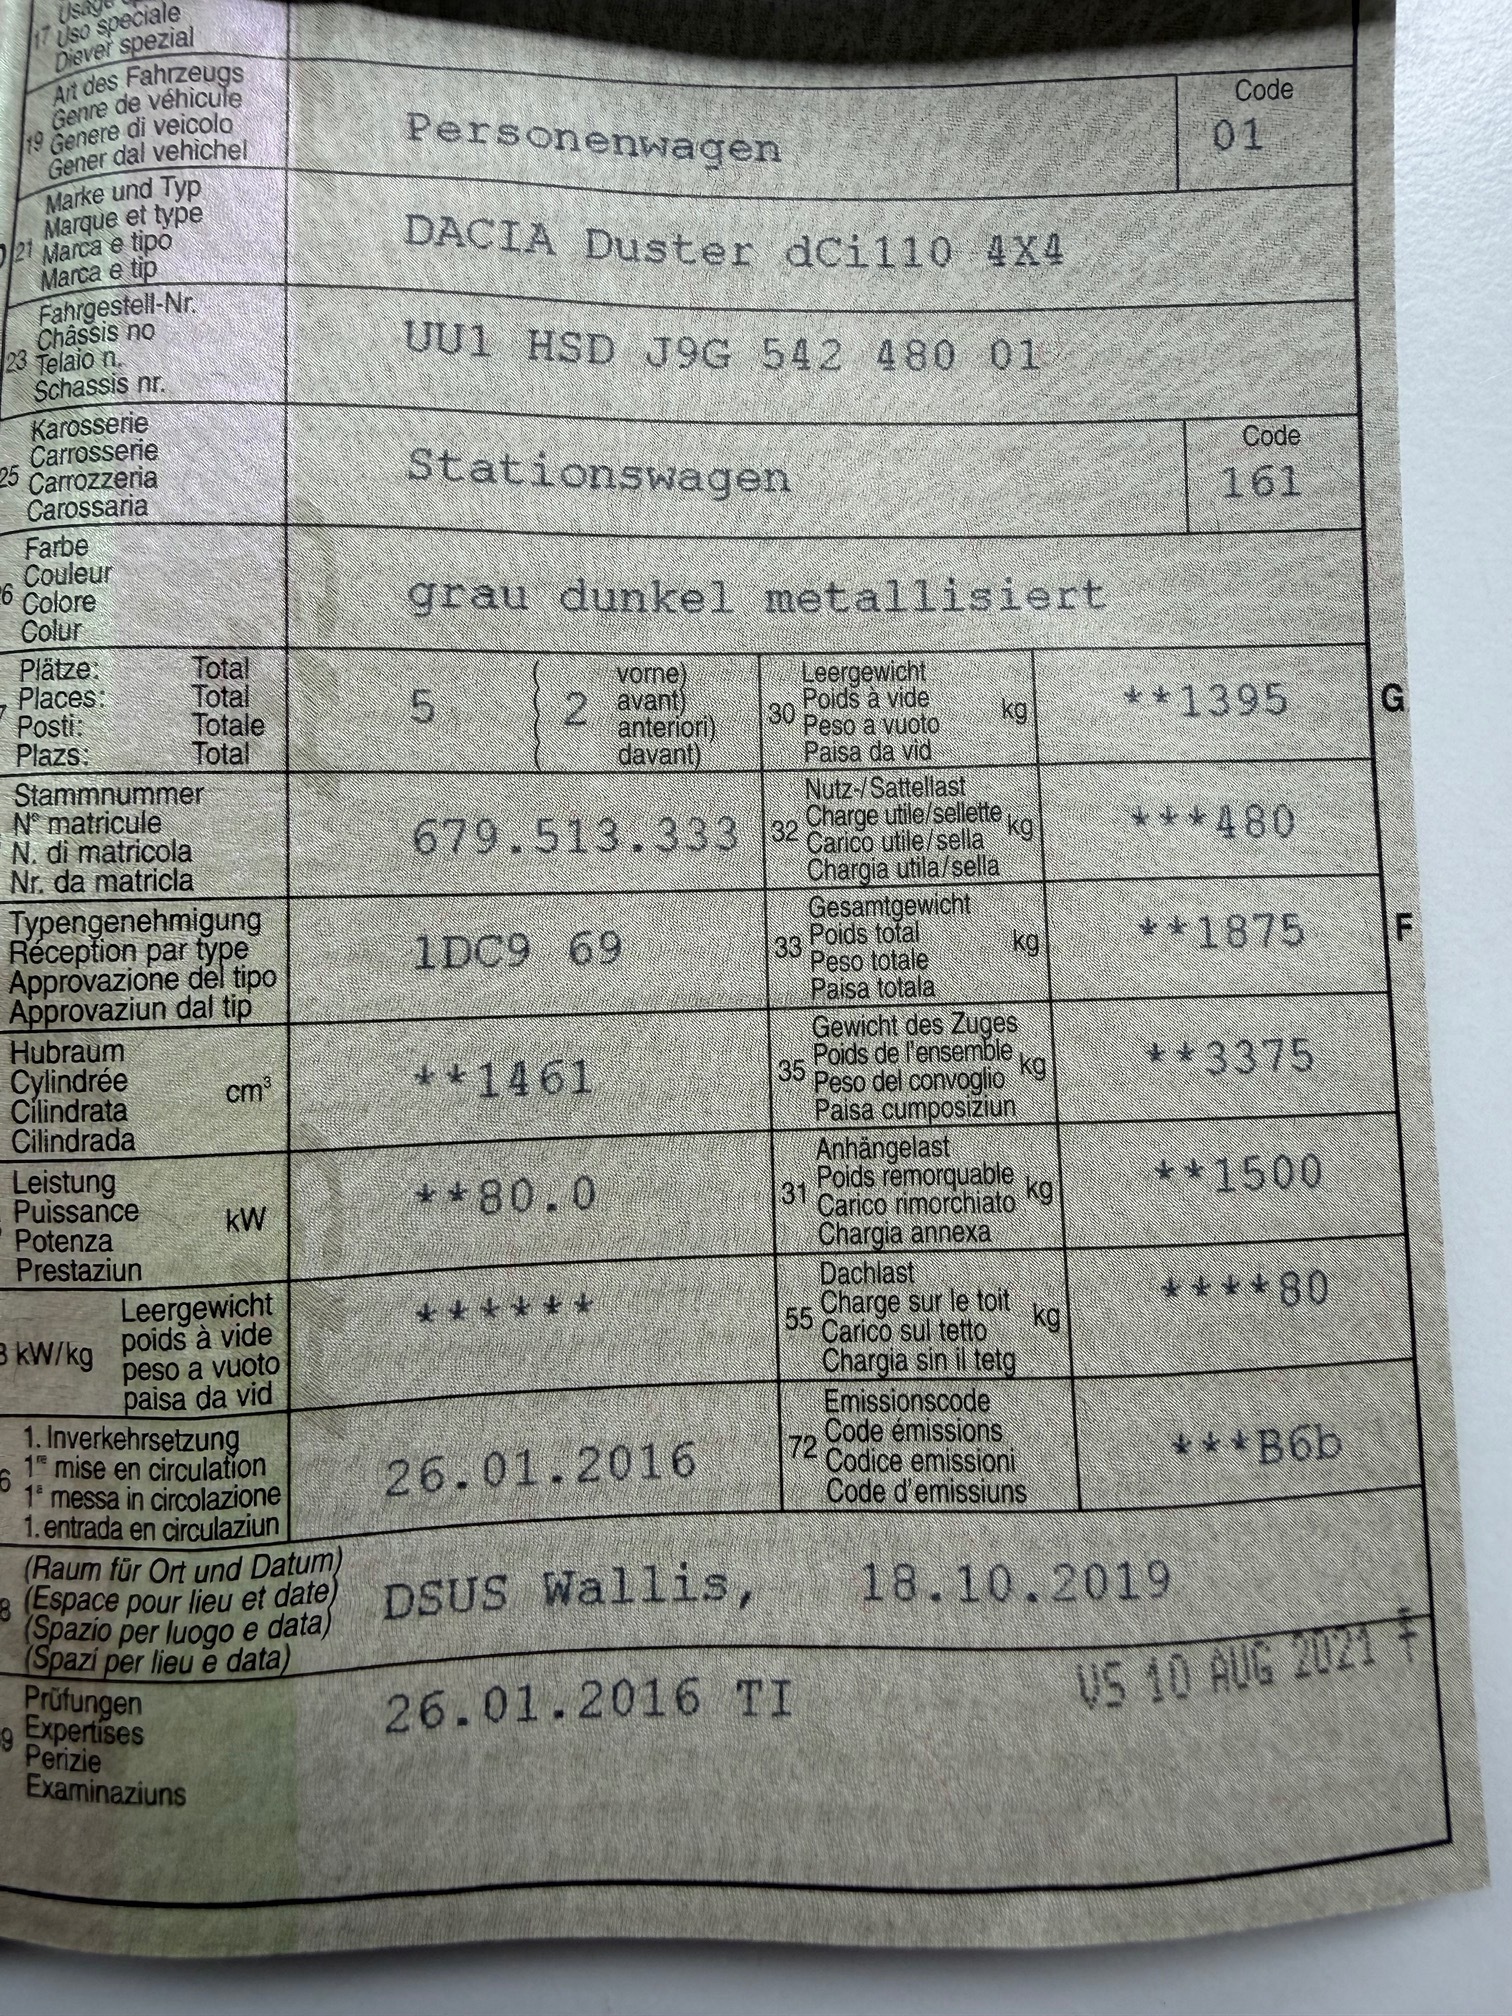 17 Uso speciale
Diever spezial
Art des Fahrzeugs
Genre de véhicule
19 Genere di veicolo
Gener dal vehichel
Personenwagen
Code
01
Marke und Typ
Marque et type
21 Marca e tipo
Marca e tip
DACIA Duster dCi110 4X4
Fahrgestell-Nr.
Châssis no
23 Telaio n.
Schassis nr.
UU1 HSD J9G 542 480 01
Karosserie
Carrosserie
25 Carrozzeria
Carossaria
Stationswagen
Code
161
Farbe
Couleur
6 Colore
Colur
grau dunkel metallisiert
Plätze: Total
Places: Total
Posti: Totale
Plazs: Total
5 ( 2
vorne)
avant)
anteriori)
davant)
Leergewicht
Poids à vide
30 Peso a vuoto kg
Paisa da vid
**1395
G
Stammnummer
N° matricule
N. di matricola
Nr. da matricla
679.513.333
Nutz-/Sattellast
Charge utile/sellette
32 Carico utile/sella kg
Chargia utila/sella
***480
Typengenehmigung
Réception par type
Approvazione del tipo
Approvaziun dal tip
1DC9 69
Gesamtgewicht
33 Poids total kg
Peso totale
Paisa totala
**1875
F
Hubraum
Cylindrée cm³
Cilindrata
Cilindrada
**1461
Gewicht des Zuges
Poids de l'ensemble
35 Peso del convoglio kg
Paisa cumposiziun
**3375
Leistung
Puissance kW
Potenza
Prestaziun
**80.0
Anhängelast
Poids remorquable
31 Carico rimorchiato kg
Chargia annexa
**1500
Leergewicht
poids à vide
kW/kg peso a vuoto
paisa da vid
******
Dachlast
55 Charge sur le toit kg
Carico sul tetto
Chargia sin il tetg
****80
1. Inverkehrsetzung
1re mise en circulation
6 1a messa in circolazione
1. entrada en circulaziun
26.01.2016
Emissionscode
72 Code émissions
Codice emissioni
Code d'emissiuns
***B6b
(Raum für Ort und Datum)
8 (Espace pour lieu et date)
(Spazio per luogo e data)
(Spazi per lieu e data)
DSUS Wallis, 18.10.2019
Prüfungen
9 Expertises
Perizie
Examinaziuns
26.01.2016 TI
VS 10 AUG 2021